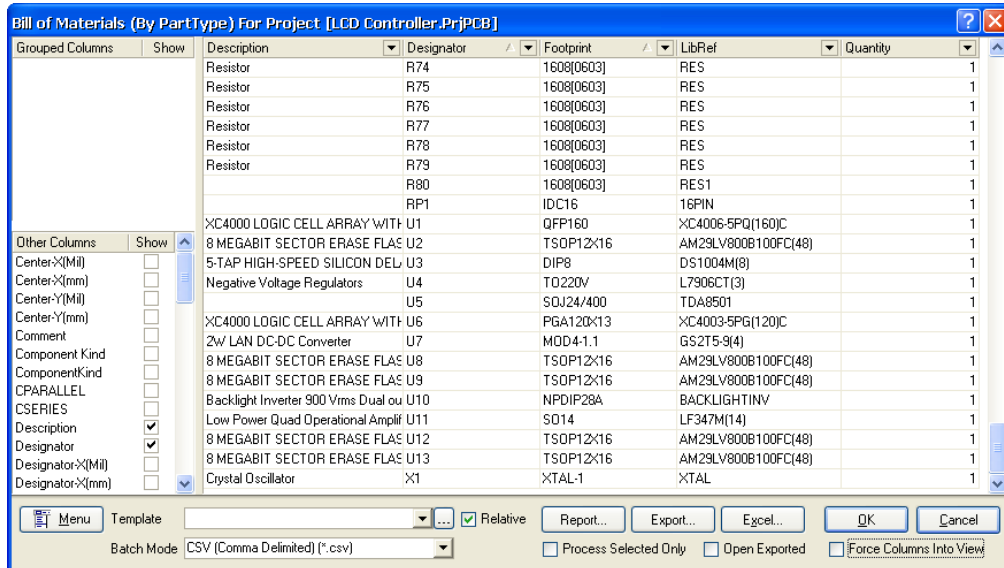 Bill of Materials (By PartType) For Project [LCD Controller.PrjPCB]
Grouped Columns Show Description Designator Footprint LibRef Quantity
Resistor R74 1608[0603] RES 1
Resistor R75 1608[0603] RES 1
Resistor R76 1608[0603] RES 1
Resistor R77 1608[0603] RES 1
Resistor R78 1608[0603] RES 1
Resistor R79 1608[0603] RES 1
R80 1608[0603] RES1 1
RP1 IDC16 16PIN 1
XC4000 LOGIC CELL ARRAY WITH U1 QFP160 XC4006-5PQ(160)C 1
Other Columns Show 8 MEGABIT SECTOR ERASE FLAS U2 TSOP12X16 AM29LV800B100FC(48) 1
Center-X(Mil) 5-TAP HIGH-SPEED SILICON DEL U3 DIP8 DS1004M(8) 1
Center-X(mm) Negative Voltage Regulators U4 TO220V L7906CT(3) 1
Center-Y(Mil) U5 SOJ24/400 TDA8501 1
Center-Y(mm) XC4000 LOGIC CELL ARRAY WITH U6 PGA120X13 XC4003-5PG(120)C 1
Comment 2W LAN DC-DC Converter U7 MOD4-1.1 GS2T5-9(4) 1
Component Kind 8 MEGABIT SECTOR ERASE FLAS U8 TSOP12X16 AM29LV800B100FC(48) 1
ComponentKind 8 MEGABIT SECTOR ERASE FLAS U9 TSOP12X16 AM29LV800B100FC(48) 1
CPARALLEL Backlight Inverter 900 Vrms Dual ou U10 NPDIP28A BACKLIGHTINV 1
CSERIES Low Power Quad Operational Amplif U11 SO14 LF347M(14) 1
Description 8 MEGABIT SECTOR ERASE FLAS U12 TSOP12X16 AM29LV800B100FC(48) 1
Designator 8 MEGABIT SECTOR ERASE FLAS U13 TSOP12X16 AM29LV800B100FC(48) 1
Designator-X(Mil) Crystal Oscillator X1 XTAL-1 XTAL 1
Designator-X(mm)
Menu Template ... Relative Report... Export... Excel... OK Cancel
Batch Mode CSV (Comma Delimited) (*.csv) Process Selected Only Open Exported Force Columns Into View